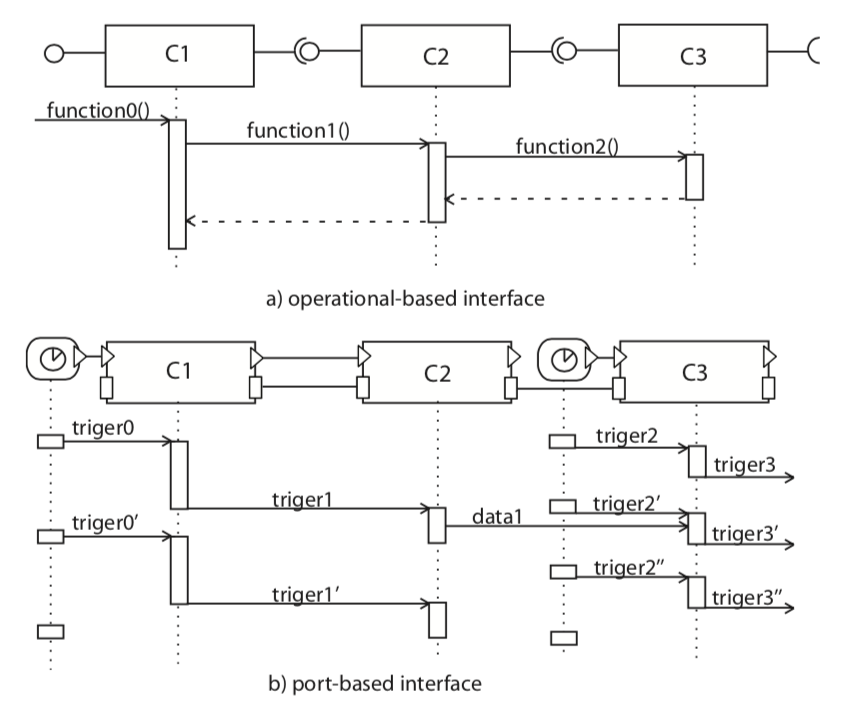 C1
C2
C3
function0()
function1()
function2()
a) operational-based interface
C1
C2
C3
triger0
triger2
triger3
triger1
triger2′
data1
triger0′
triger3′
triger2″
triger1′
triger3″
b) port-based interface